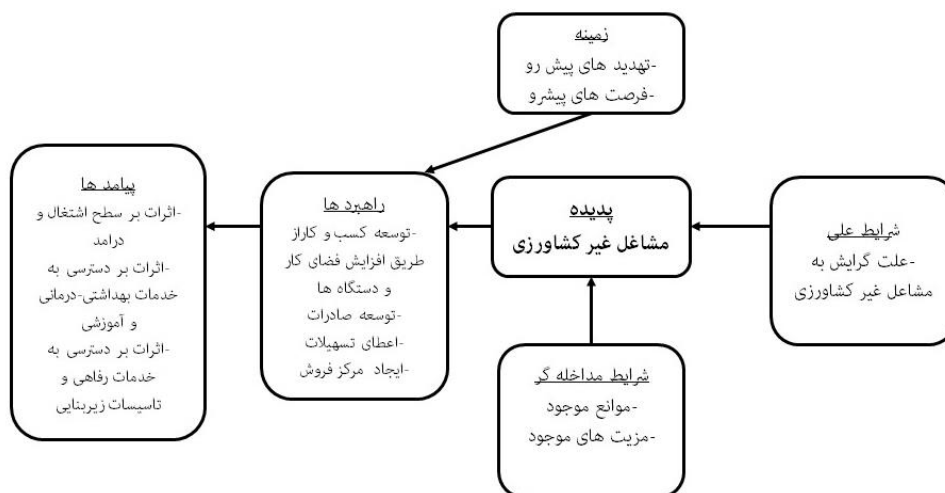 زمینه
-تهدید های پیش رو
-فرصت های پیشرو
شرایط علی
-علت گرایش به
مشاغل غیر کشاورزی
پدیده
مشاغل غیر کشاورزی
شرایط مداخله گر
-موانع موجود
-مزیت های موجود
راهبرد ها
-توسعه کسب و کاراز
طریق افزایش فضای کار
و دستگاه ها
-توسعه صادرات
-اعطای تسهیلات
-ایجاد مرکز فروش
پیامد ها
-اثرات بر سطح اشتغال و
درامد
-اثرات بر دسترسی به
خدمات بهداشتی-درمانی
و آموزشی
-اثرات بر دسترسی به
خدمات رفاهی و
تاسیسات زیربنایی